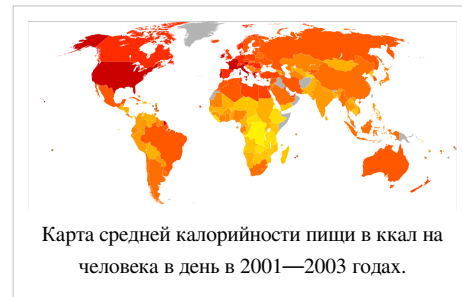 Карта средней калорийности пищи в ккал на
человека в день в 2001—2003 годах.